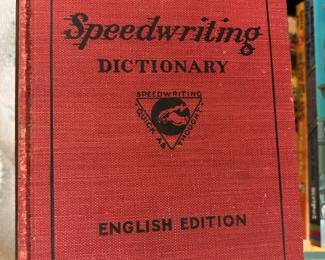 Speedwriting
DICTIONARY
SPEEDWRITING
QUICK AS
THOUGHT
ENGLISH EDITION